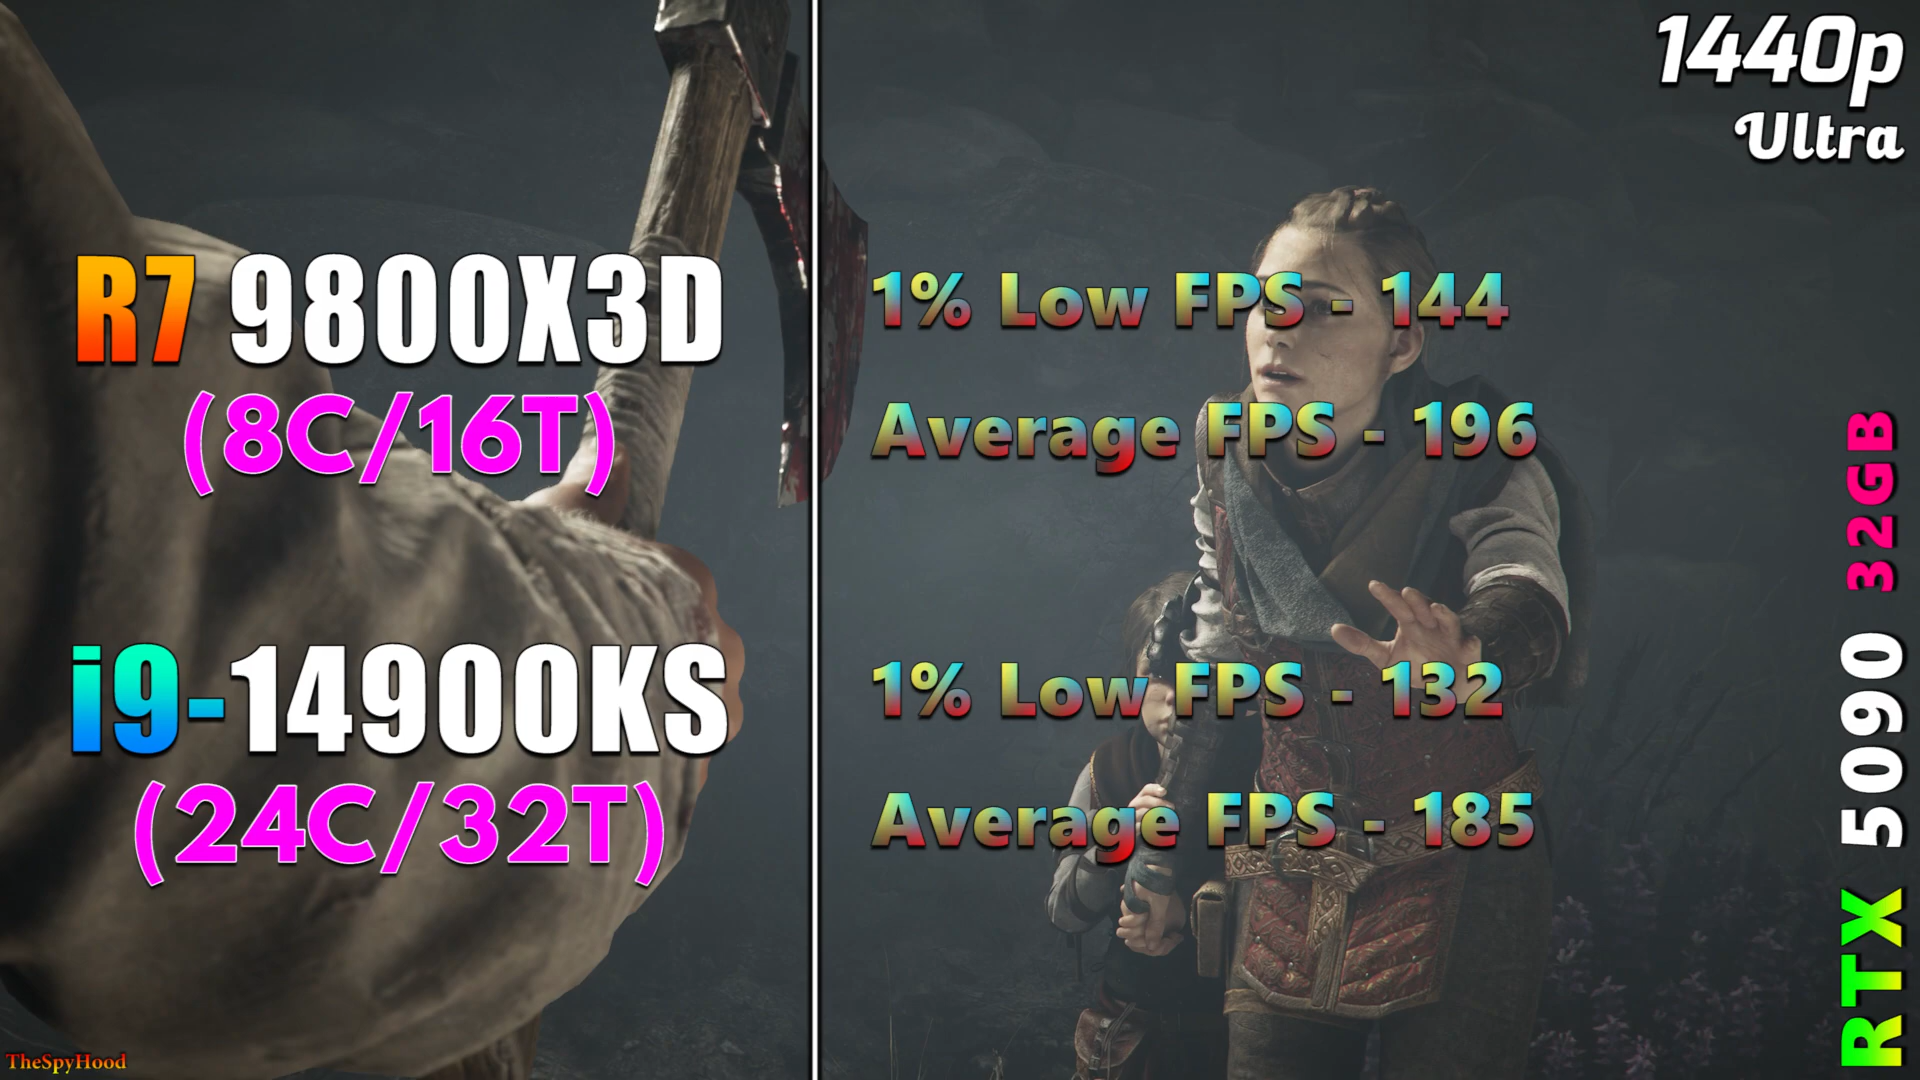 1440p
Ultra
R7 9800X3D
(8C/16T)
1% Low FPS - 144
Average FPS - 196
i9-14900KS
(24C/32T)
1% Low FPS - 132
Average FPS - 185
RTX 5090 32GB
TheSpyHood